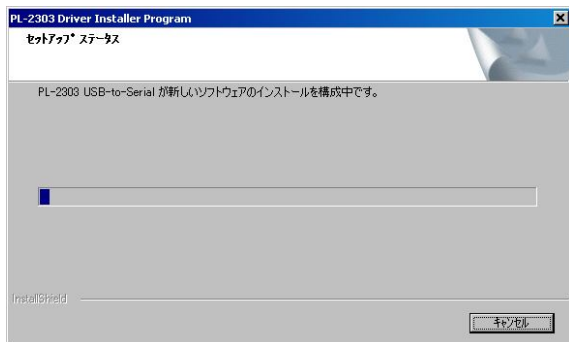 PL-2303 Driver Installer Program
ｾｯﾄｱｯﾌﾟ ｽﾃｰﾀｽ
PL-2303 USB-to-Serial が新しいソフトウェアのインストールを構成中です。
InstallShield
ｷｬﾝｾﾙ